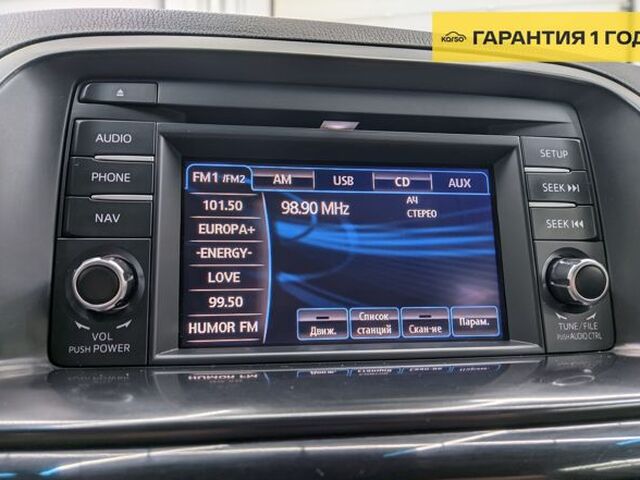 karso ГАРАНТИЯ 1 ГОД
AUDIO
PHONE
NAV
VOL
PUSH POWER
FM1 /FM2 AM USB CD AUX
101.50
EUROPA+
-ENERGY-
LOVE
99.50
HUMOR FM
98.90 MHz
АЧ
СТЕРЕО
Движ.
Список
станций
Скан-ие
Парам.
SETUP
SEEK
SEEK
TUNE/FILE
PUSH AUDIO CTRL